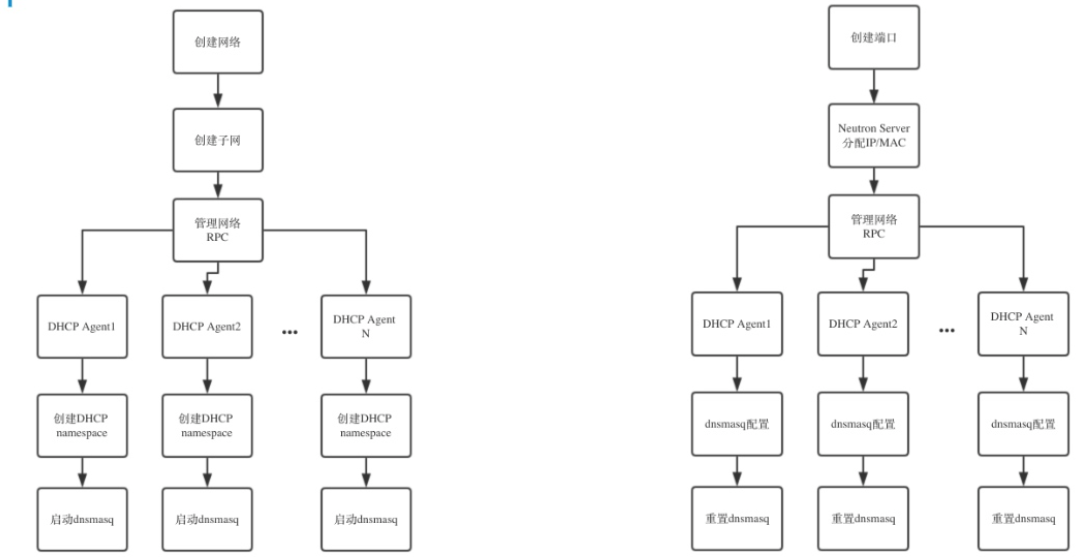 创建网络
创建子网
管理网络
RPC
DHCP Agent1
DHCP Agent2
...
DHCP Agent
N
创建DHCP
namespace
创建DHCP
namespace
创建DHCP
namespace
启动dnsmasq
启动dnsmasq
启动dnsmasq
创建端口
Neutron Server
分配IP/MAC
管理网络
RPC
DHCP Agent1
DHCP Agent2
...
DHCP Agent
N
dnsmasq配置
dnsmasq配置
dnsmasq配置
重置dnsmasq
重置dnsmasq
重置dnsmasq